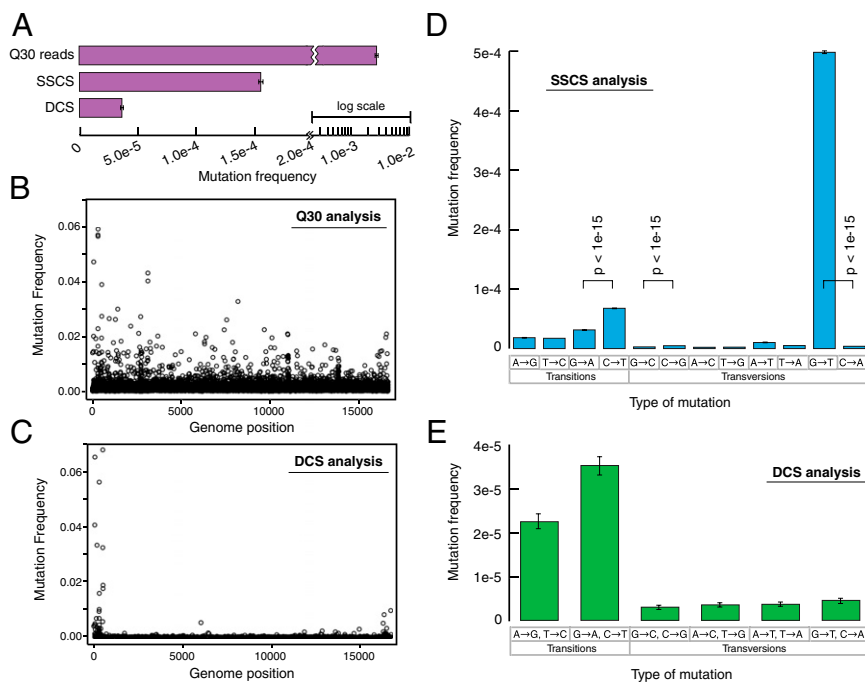 A
Q30 reads
SSCS
DCS
log scale
0
5.0e-5
1.0e-4
1.5e-4
2.0e-4
1.0e-3
1.0e-2
Mutation frequency
B
Q30 analysis
Mutation Frequency
0.06
0.04
0.02
0.00
0 5000 10000 15000
Genome position
C
DCS analysis
Mutation Frequency
0.06
0.04
0.02
0.00
0 5000 10000 15000
Genome position
D
SSCS analysis
Mutation frequency
5e-4
4e-4
3e-4
2e-4
1e-4
0
p < 1e-15
p < 1e-15
p < 1e-15
A→G T→C G→A C→T G→C C→G A→C T→G A→T T→A G→T C→A
Transitions Transversions
Type of mutation
E
DCS analysis
Mutation frequency
4e-5
3e-5
2e-5
1e-5
0
A→G, T→C G→A, C→T G→C, C→G A→C, T→G A→T, T→A G→T, C→A
Transitions Transversions
Type of mutation